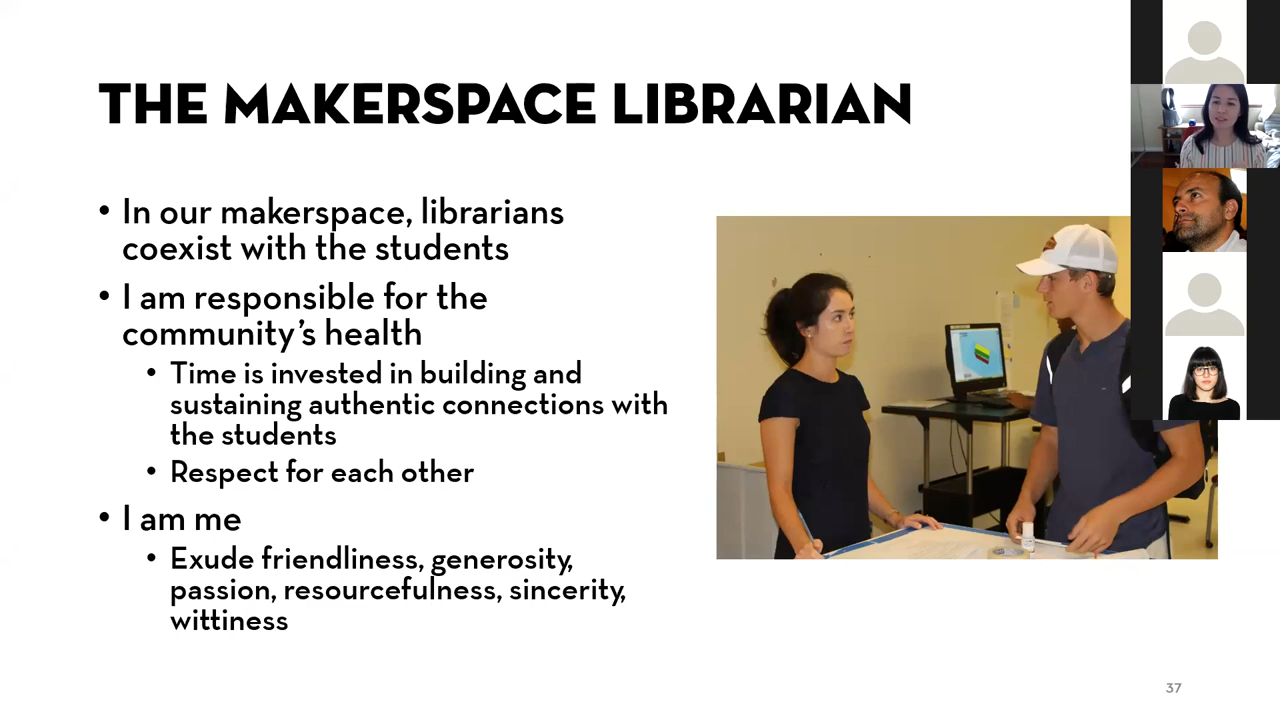 THE MAKERSPACE LIBRARIAN
• In our makerspace, librarians
coexist with the students
• I am responsible for the
community’s health
• Time is invested in building and
sustaining authentic connections with
the students
• Respect for each other
• I am me
• Exude friendliness, generosity,
passion, resourcefulness, sincerity,
wittiness
37